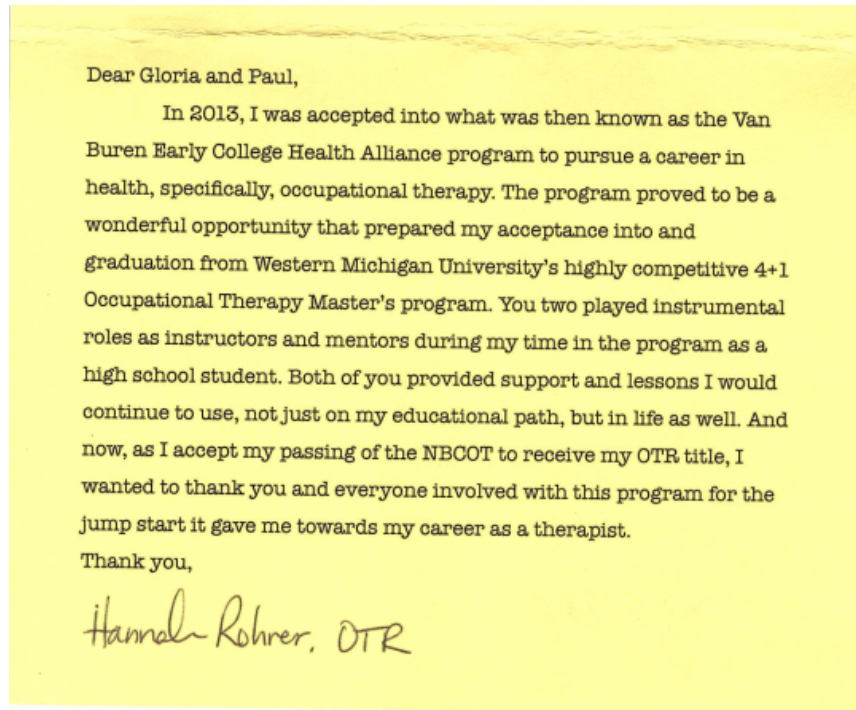 Dear Gloria and Paul,
In 2013, I was accepted into what was then known as the Van
Buren Early College Health Alliance program to pursue a career in
health, specifically, occupational therapy. The program proved to be a
wonderful opportunity that prepared my acceptance into and
graduation from Western Michigan University's highly competitive 4+1
Occupational Therapy Master's program. You two played instrumental
roles as instructors and mentors during my time in the program as a
high school student. Both of you provided support and lessons I would
continue to use, not just on my educational path, but in life as well. And
now, as I accept my passing of the NBCOT to receive my OTR title, I
wanted to thank you and everyone involved with this program for the
jump start it gave me towards my career as a therapist.
Thank you,
Hannah Rohrer, OTR